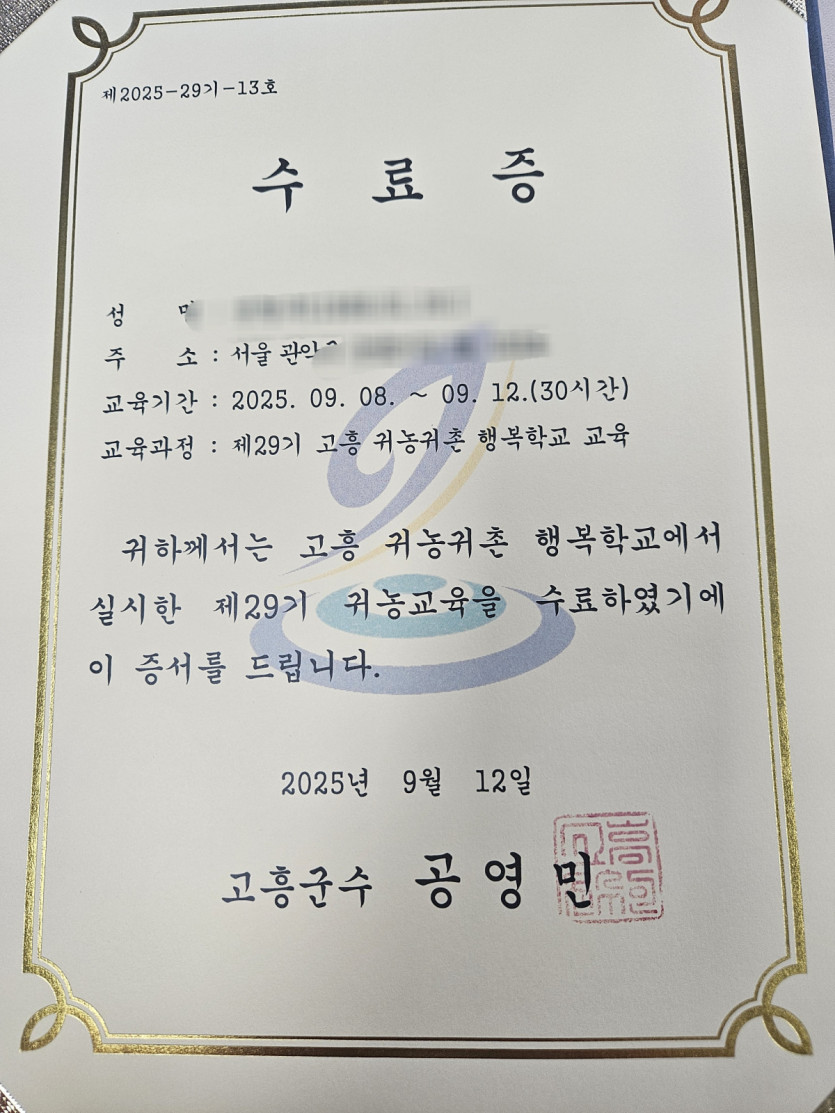 제2025-29기-13호
수 료 증
성
주 소 : 서울
교육기간 : 2025. 09. 08. ~ 09. 12.(30시간)
교육과정 : 제29기 고흥 귀농귀촌 행복학교 교육
귀하께서는 고흥 귀농귀촌 행복학교에서
실시한 제29기 귀농교육을 수료하였기에
이 증서를 드립니다.
2025년 9월 12일
고흥군수 공영민